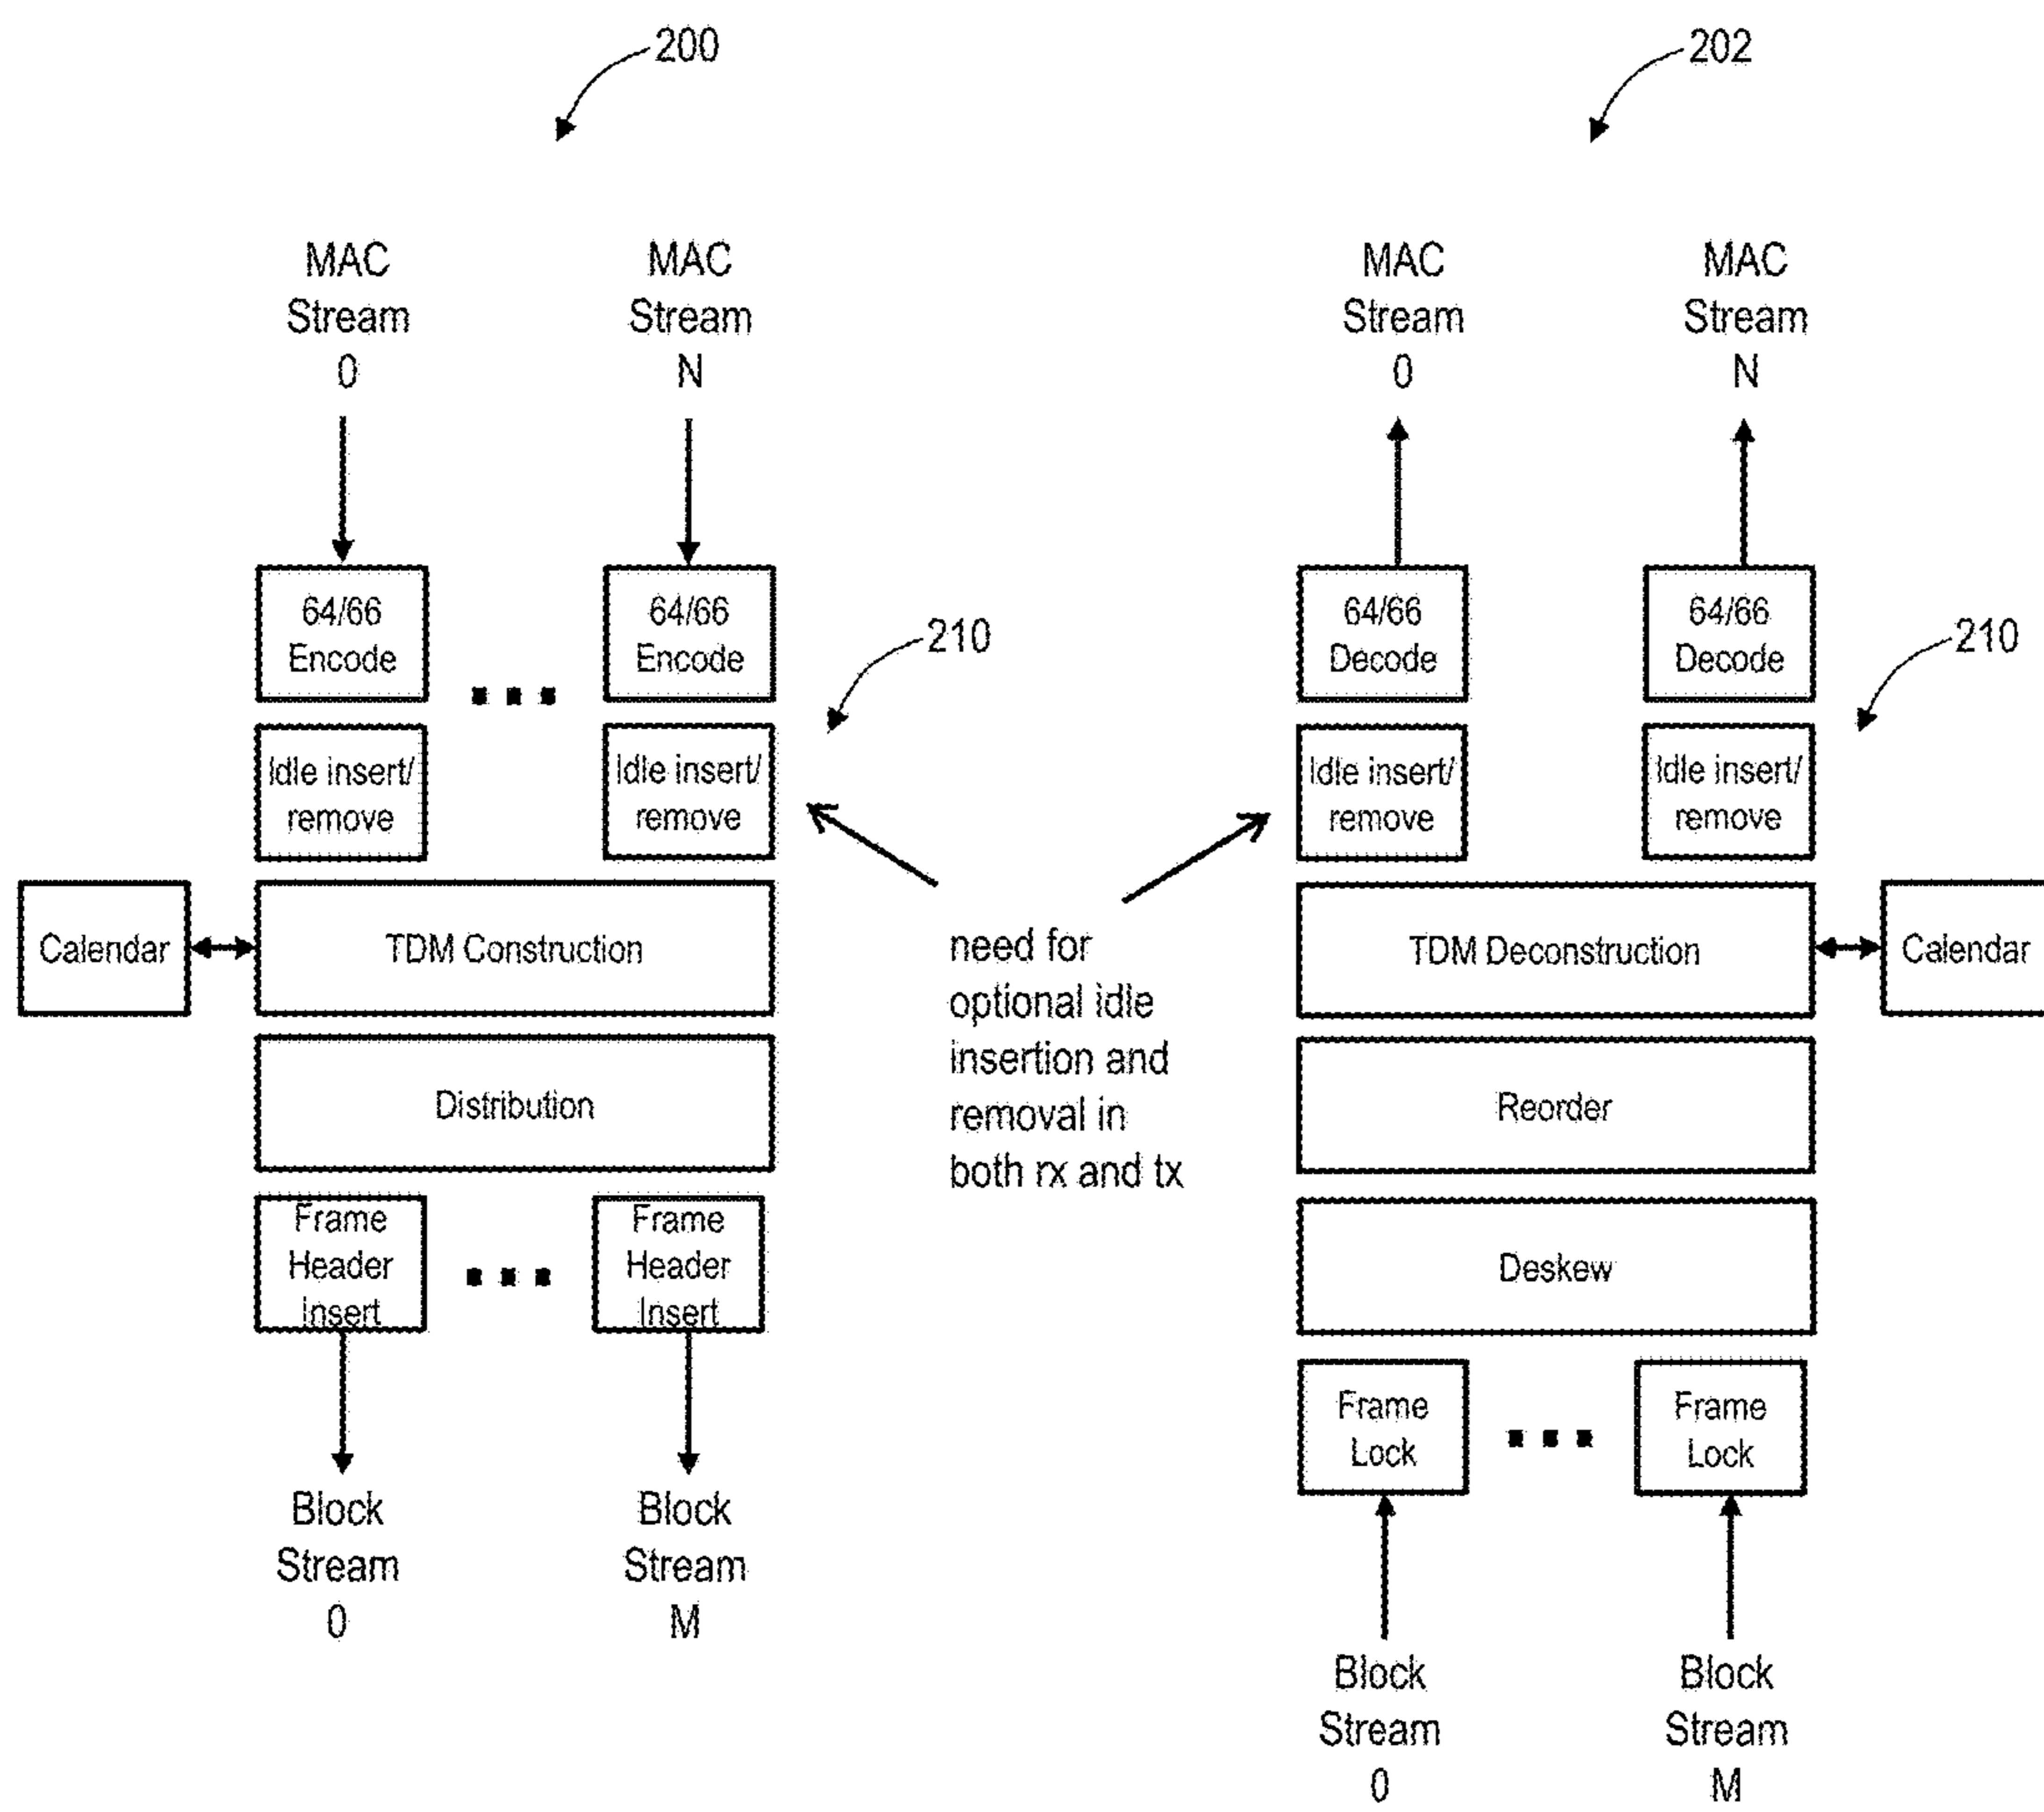 200
202
MAC
Stream
0
MAC
Stream
N
MAC
Stream
0
MAC
Stream
N
64/66
Encode
64/66
Encode
210
64/66
Decode
64/66
Decode
210
Idle insert/
remove
Idle insert/
remove
Idle insert/
remove
Idle insert/
remove
Calendar
TDM Construction
need for
optional idle
insertion and
removal in
both rx and tx
TDM Deconstruction
Calendar
Distribution
Reorder
Frame
Header
Insert
Frame
Header
Insert
Deskew
Frame
Lock
Frame
Lock
Block
Stream
0
Block
Stream
M
Block
Stream
0
Block
Stream
M